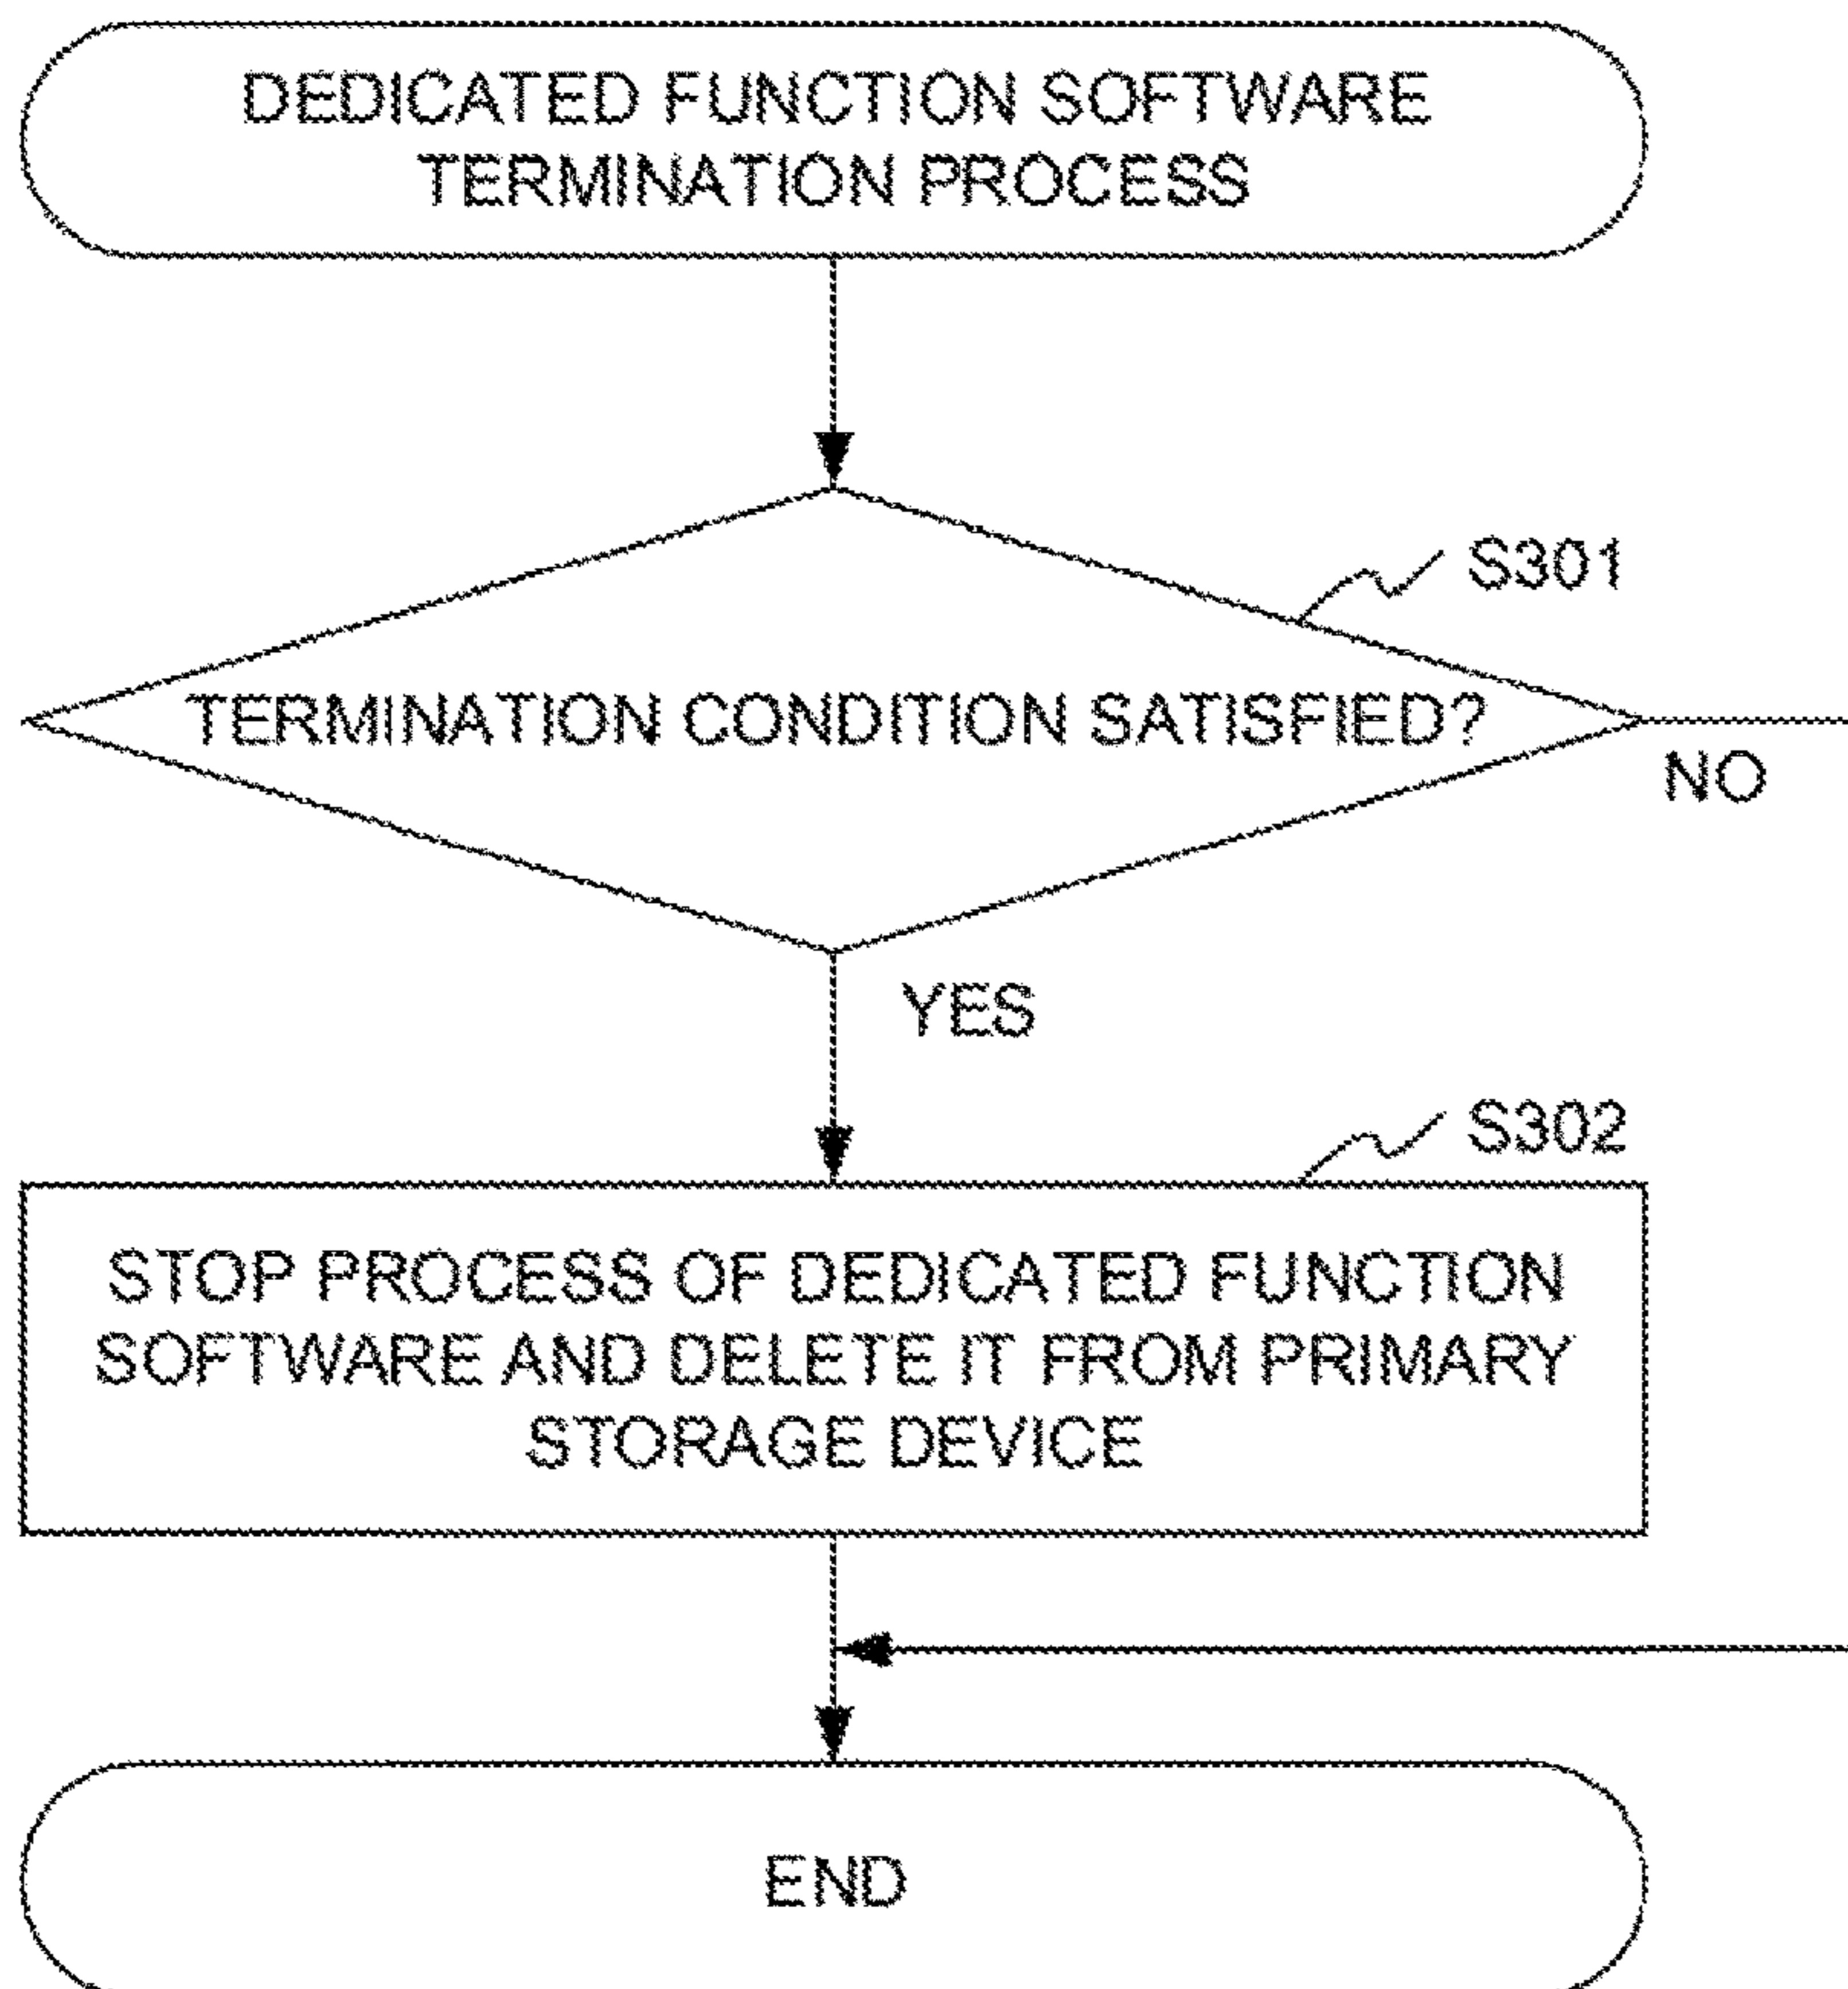 DEDICATED FUNCTION SOFTWARE
TERMINATION PROCESS
S301
TERMINATION CONDITION SATISFIED?
NO
YES
S302
STOP PROCESS OF DEDICATED FUNCTION
SOFTWARE AND DELETE IT FROM PRIMARY
STORAGE DEVICE
END